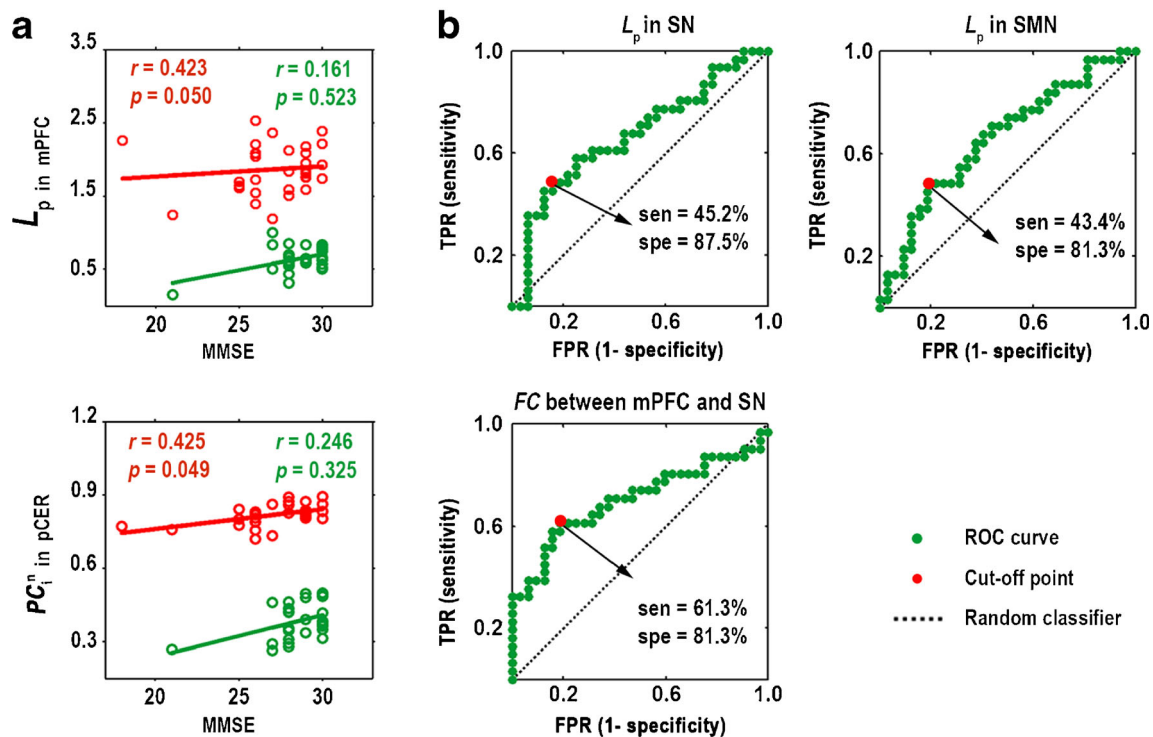 a
3.5
2.5
1.5
0.5
r = 0.423
p = 0.050
r = 0.161
p = 0.523
Lp in mPFC
20 25 30
MMSE
1.2
0.9
0.6
0.3
r = 0.425
p = 0.049
r = 0.246
p = 0.325
PCiⁿ in pCER
20 25 30
MMSE
b
Lp in SN
1.0
0.6
0.2
TPR (sensitivity)
sen = 45.2%
spe = 87.5%
0.2 0.6 1.0
FPR (1- specificity)
Lp in SMN
1.0
0.6
0.2
TPR (sensitivity)
sen = 43.4%
spe = 81.3%
0.2 0.6 1.0
FPR (1- specificity)
FC between mPFC and SN
1.0
0.6
0.2
TPR (sensitivity)
sen = 61.3%
spe = 81.3%
0.2 0.6 1.0
FPR (1- specificity)
ROC curve
Cut-off point
Random classifier